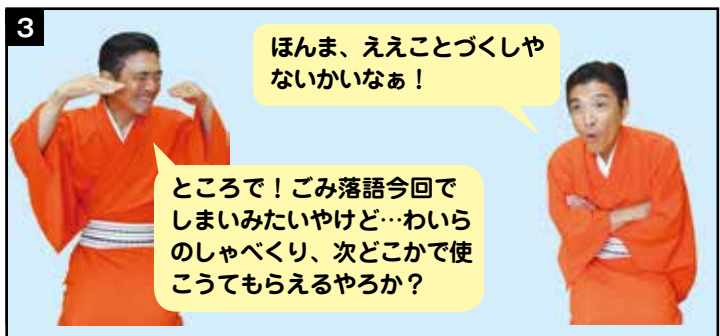 3
ほんま、ええことづくしや
ないかいなぁ！
ところで！ごみ落語今回で
しまいみたいやけど…わいら
のしゃべくり、次どこかで使
こうてもらえるやろか？